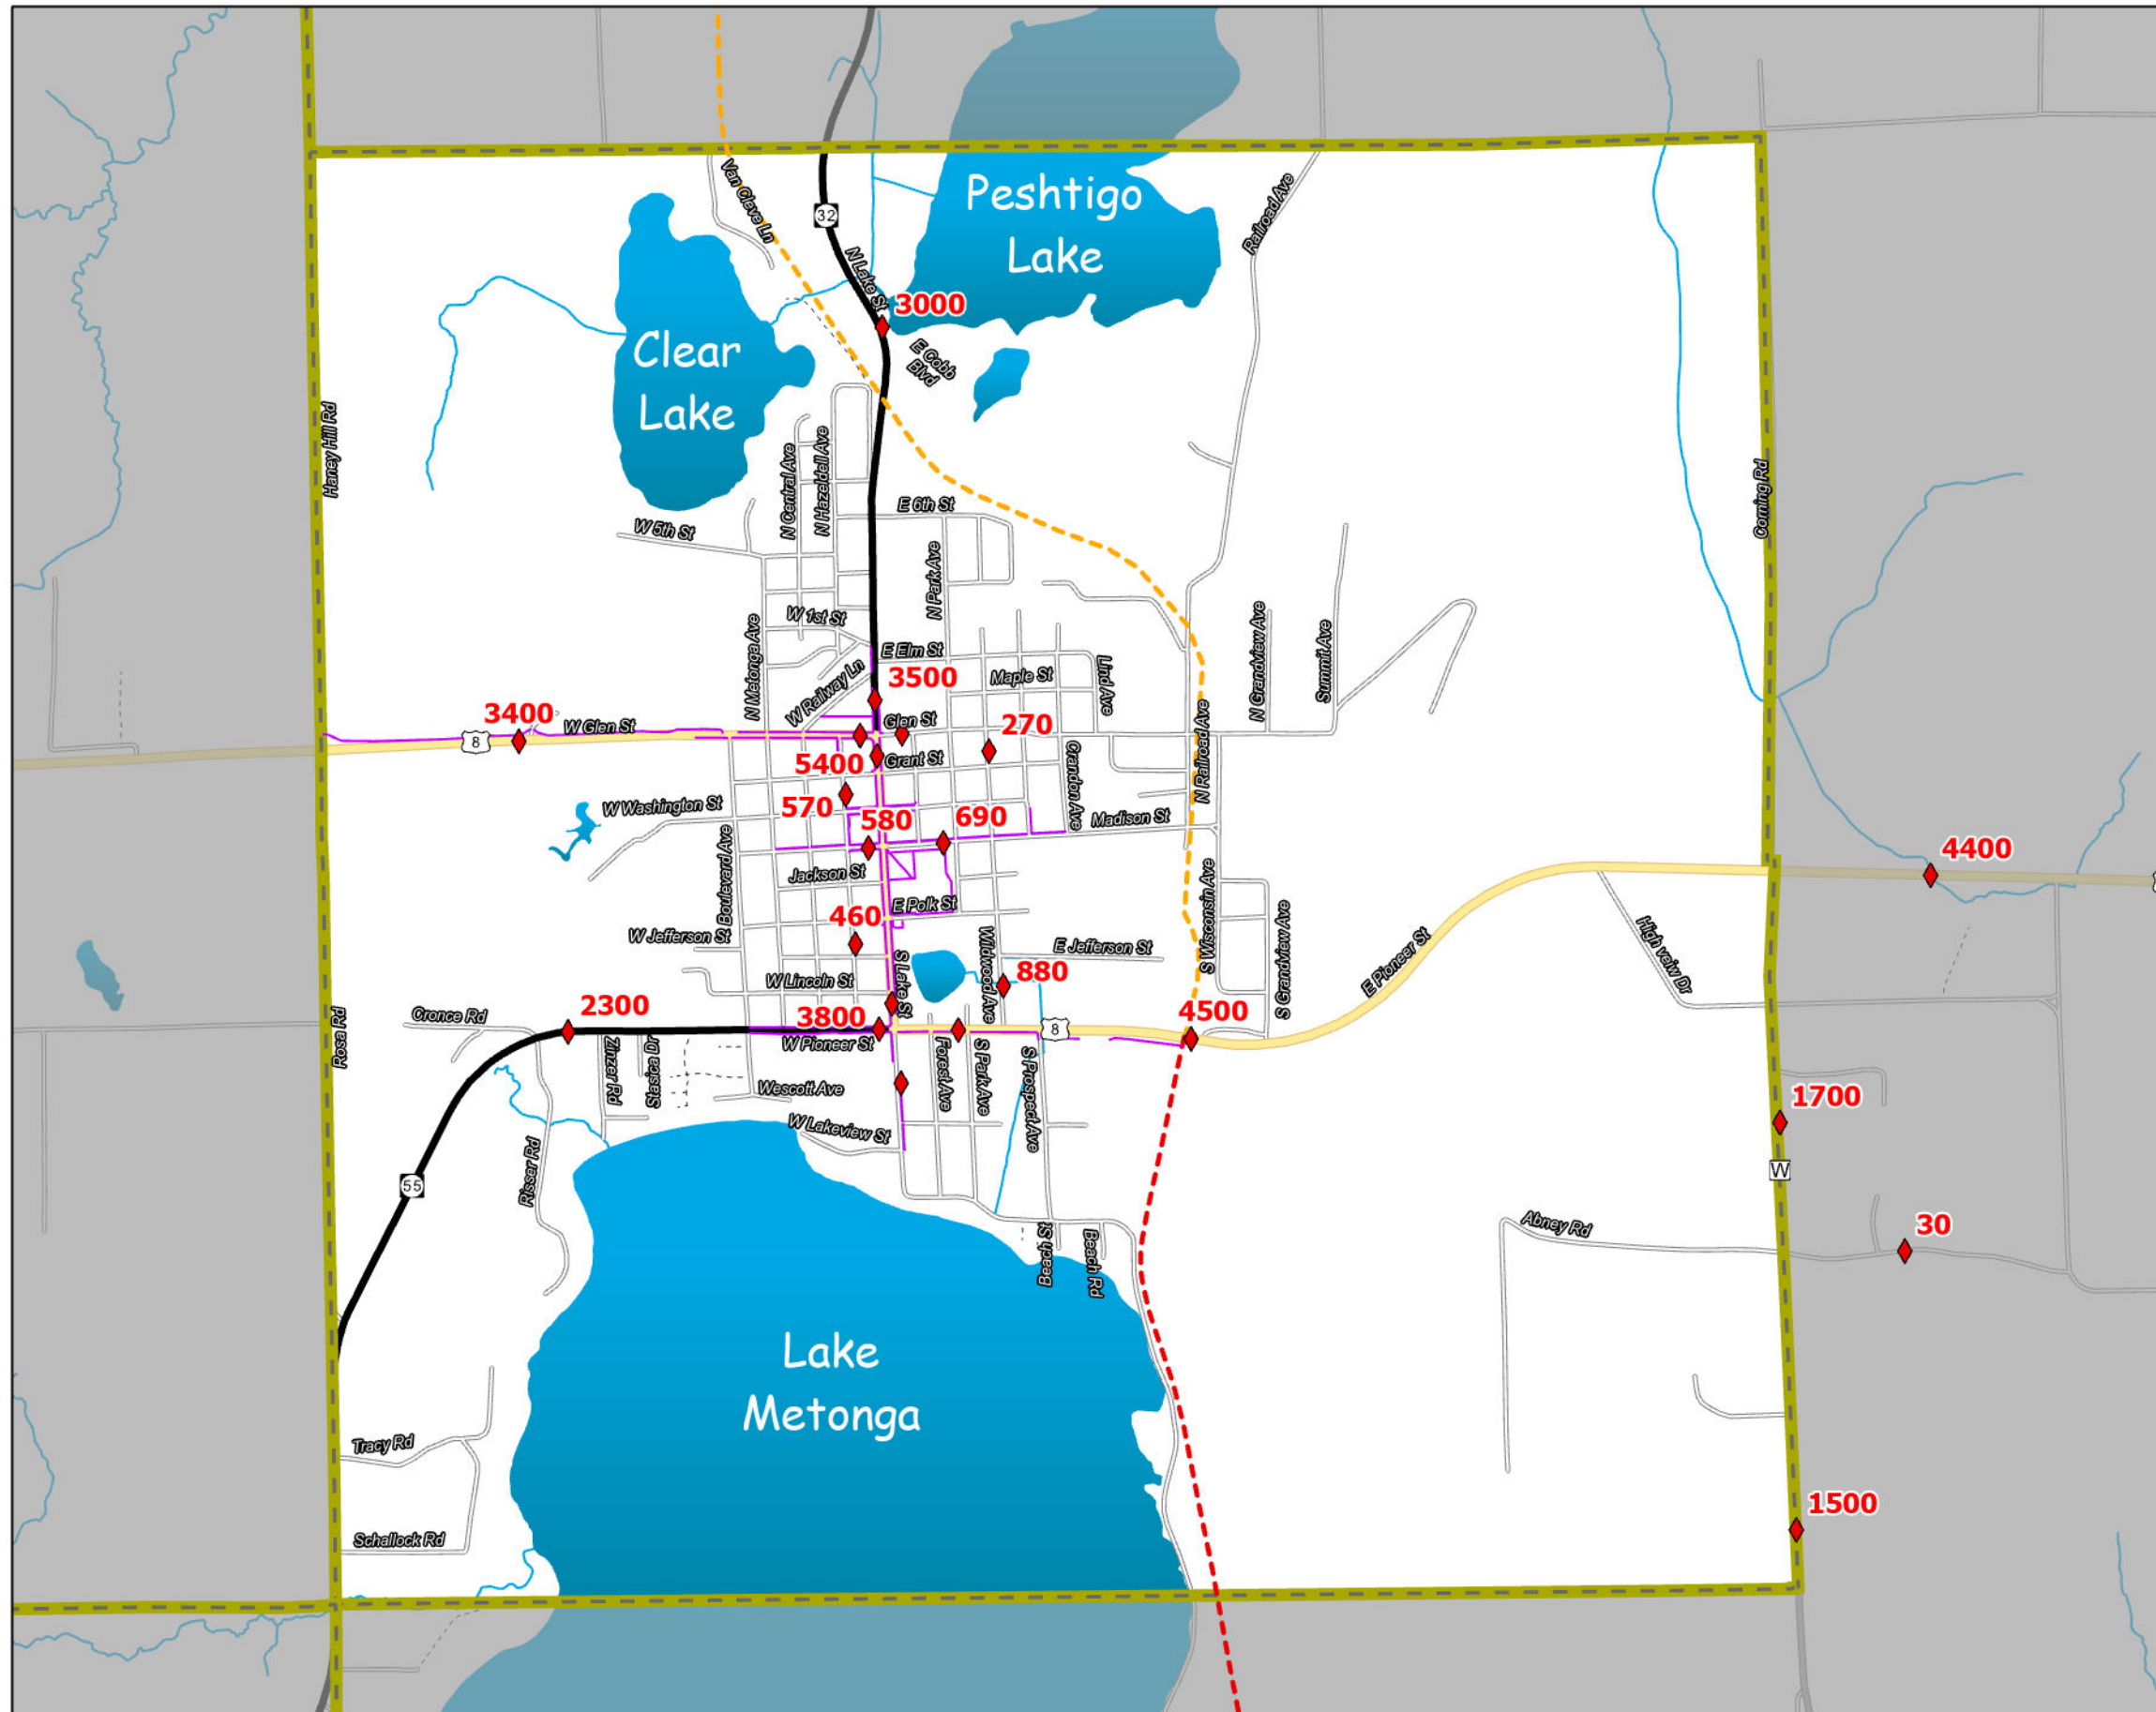 Van Cleve Ln
32
N Lake St
Peshtigo
Lake
Railroad Ave
3000
E Cobb
Blvd
Clear
Lake
Haney Hill Rd
N Central Ave
N Hazeldell Ave
Corning Rd
E 6th St
W 5th St
N Park Ave
W 1st St
N Metonga Ave
E Elm St
Maple St
Lind Ave
N Grandview Ave
Summit Ave
W Railway Ln
3500
3400
W Glen St
8
Glen St
270
N Railroad Ave
5400
Grant St
Crandon Ave
W Washington St
570
580
690
Madison St
4400
Boulevard Ave
Jackson St
S Wisconsin Ave
460
E Polk St
W Jefferson St
S Lake St
Wildwood Ave
E Jefferson St
S Grandview Ave
E Pioneer St
High veiw Dr
W Lincoln St
880
Cronce Rd
2300
3800
8
4500
Rosa Rd
W Pioneer St
Zinzer Rd
Stasica Dr
Forest Ave
S Park Ave
S Prospect Ave
Wescott Ave
1700
W Lakeview St
W
55
Risser Rd
Abney Rd
30
Beach St
Beach Rd
Lake
Metonga
Tracy Rd
1500
Schallock Rd